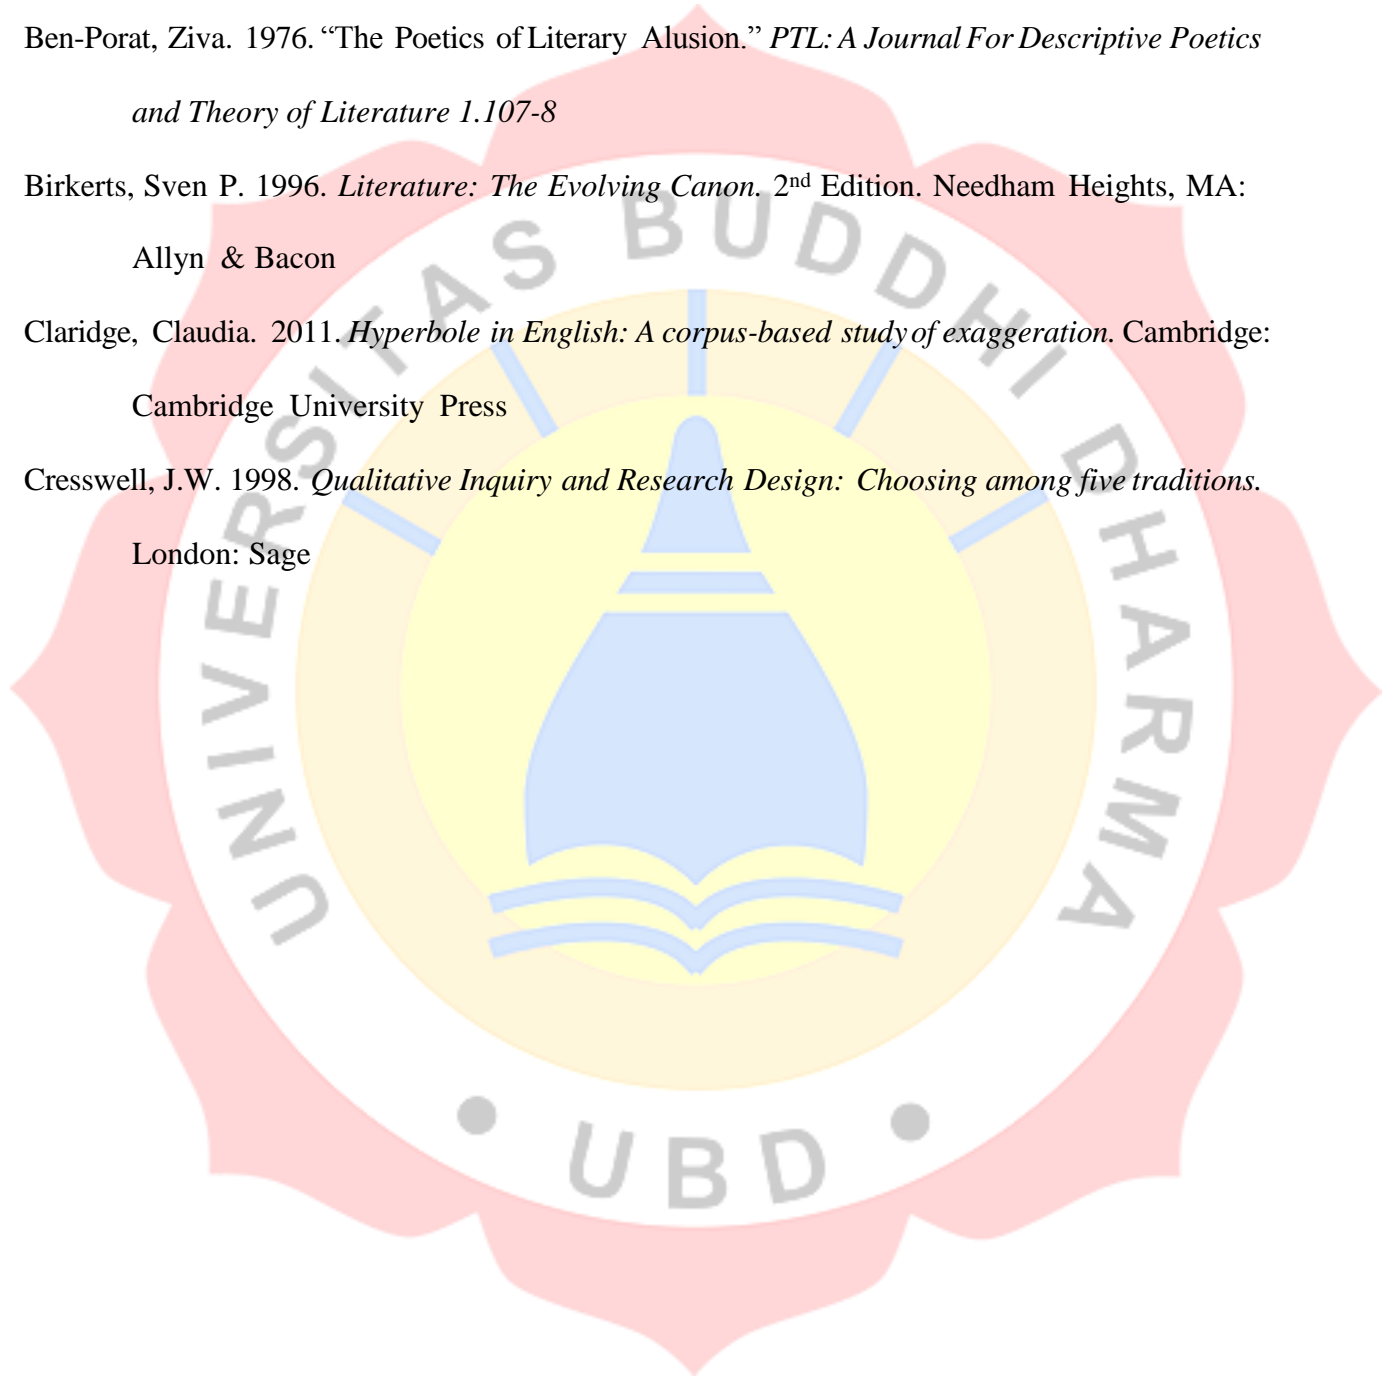 Ben-Porat, Ziva. 1976. “The Poetics of Literary Alusion.” PTL: A Journal For Descriptive Poetics
and Theory of Literature 1.107-8
Birkerts, Sven P. 1996. Literature: The Evolving Canon. 2nd Edition. Needham Heights, MA:
Allyn & Bacon
Claridge, Claudia. 2011. Hyperbole in English: A corpus-based study of exaggeration. Cambridge:
Cambridge University Press
Cresswell, J.W. 1998. Qualitative Inquiry and Research Design: Choosing among five traditions.
London: Sage
UNIVERSITAS BUDDHI DHARMA
• UBD •